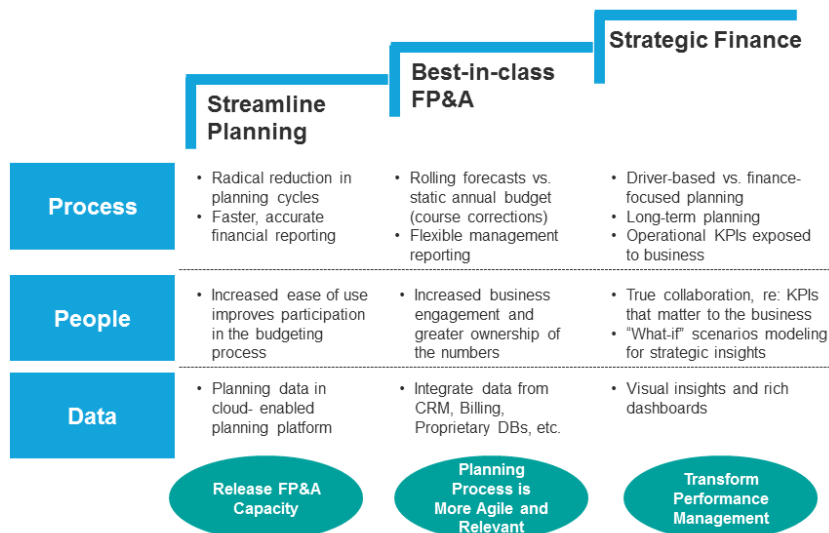 Strategic Finance
Best-in-class
FP&A
Streamline
Planning
Process
• Radical reduction in
planning cycles
• Faster, accurate
financial reporting
• Rolling forecasts vs.
static annual budget
(course corrections)
• Flexible management
reporting
• Driver-based vs. finance-
focused planning
• Long-term planning
• Operational KPIs exposed
to business
People
• Increased ease of use
improves participation
in the budgeting
process
• Increased business
engagement and
greater ownership of
the numbers
• True collaboration, re: KPIs
that matter to the business
• "What-if" scenarios modeling
for strategic insights
Data
• Planning data in
cloud- enabled
planning platform
• Integrate data from
CRM, Billing,
Proprietary DBs, etc.
• Visual insights and rich
dashboards
Release FP&A
Capacity
Planning
Process is
More Agile and
Relevant
Transform
Performance
Management